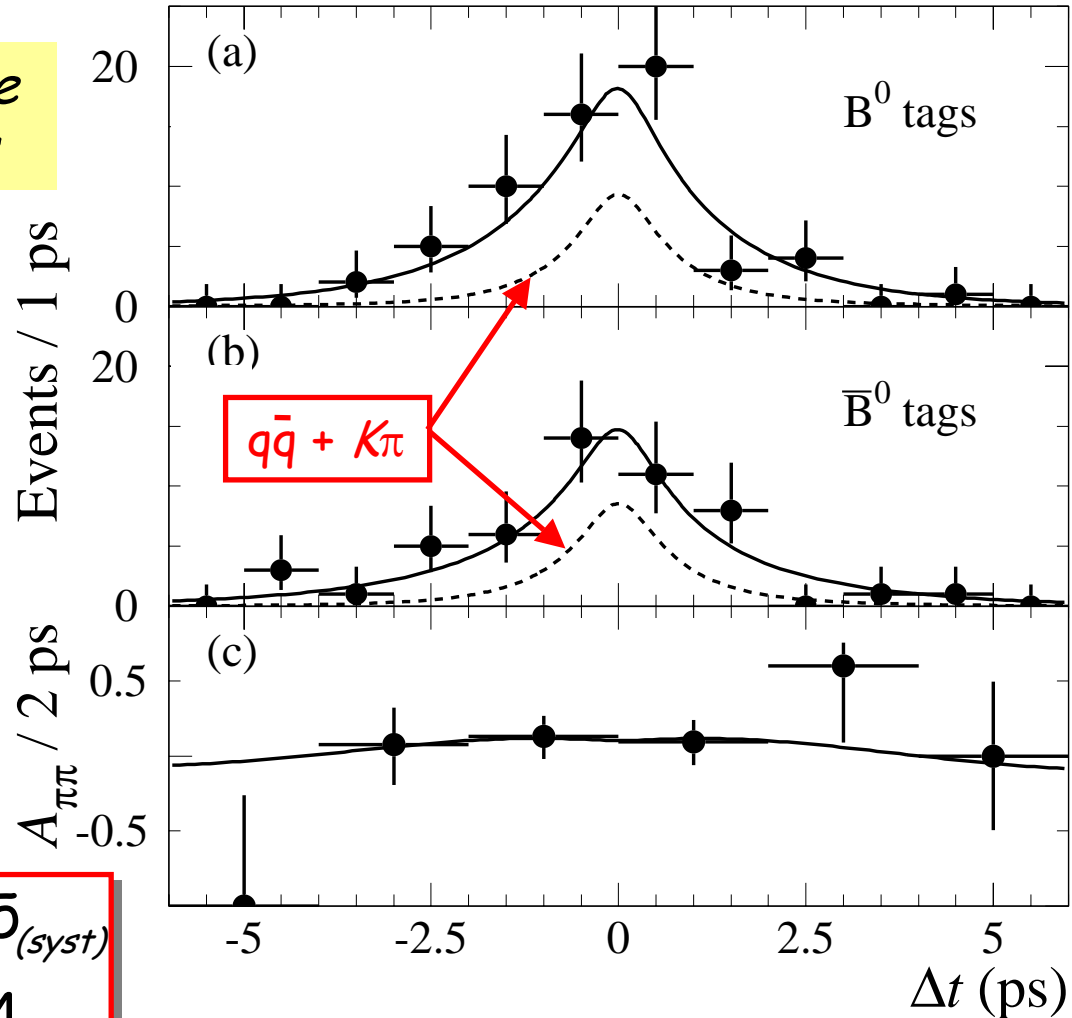 e
(a)
20
B⁰ tags
0
Events / 1 ps
(b)
20
B̅⁰ tags
qq̄ + Kπ
0
(c)
0.5
-0.5
A_ππ / 2 ps
-5 -2.5 0 2.5 5
Δt (ps)
(syst)